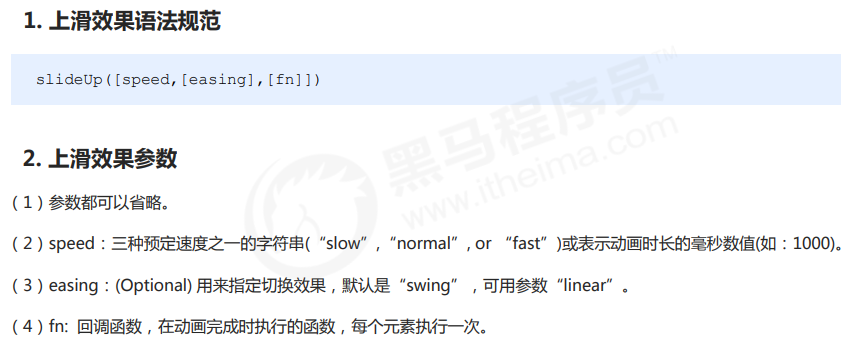 1. 上滑效果语法规范
slideUp([speed,[easing],[fn]])
2. 上滑效果参数
（1）参数都可以省略。
（2）speed：三种预定速度之一的字符串(“slow”,“normal”, or “fast”)或表示动画时长的毫秒数值(如：1000)。
（3）easing：(Optional) 用来指定切换效果，默认是“swing”，可用参数“linear”。
（4）fn: 回调函数，在动画完成时执行的函数，每个元素执行一次。
黑马程序员™
www.itheima.com